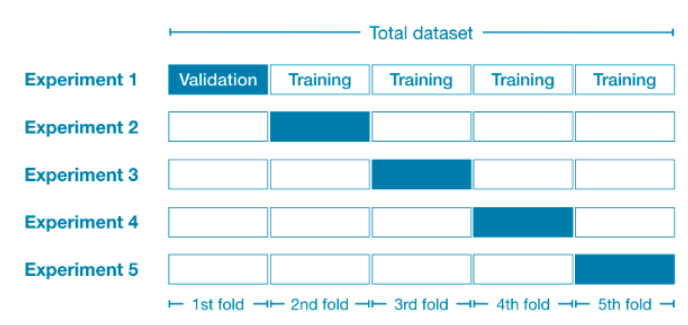 Total dataset
Experiment 1 Validation Training Training Training Training
Experiment 2
Experiment 3
Experiment 4
Experiment 5
1st fold 2nd fold 3rd fold 4th fold 5th fold